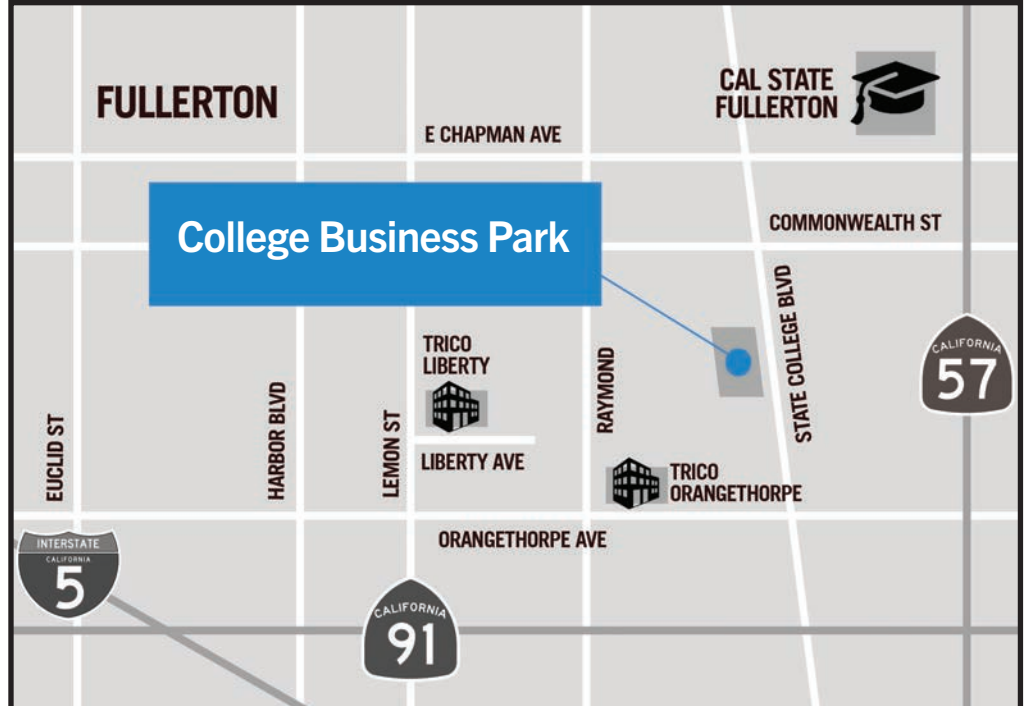 FULLERTON
CAL STATE
FULLERTON
E CHAPMAN AVE
College Business Park
COMMONWEALTH ST
TRICO
LIBERTY
RAYMOND
STATE COLLEGE BLVD
CALIFORNIA
57
EUCLID ST
HARBOR BLVD
LEMON ST
LIBERTY AVE
TRICO
ORANGETHORPE
ORANGETHORPE AVE
INTERSTATE
CALIFORNIA
5
CALIFORNIA
91